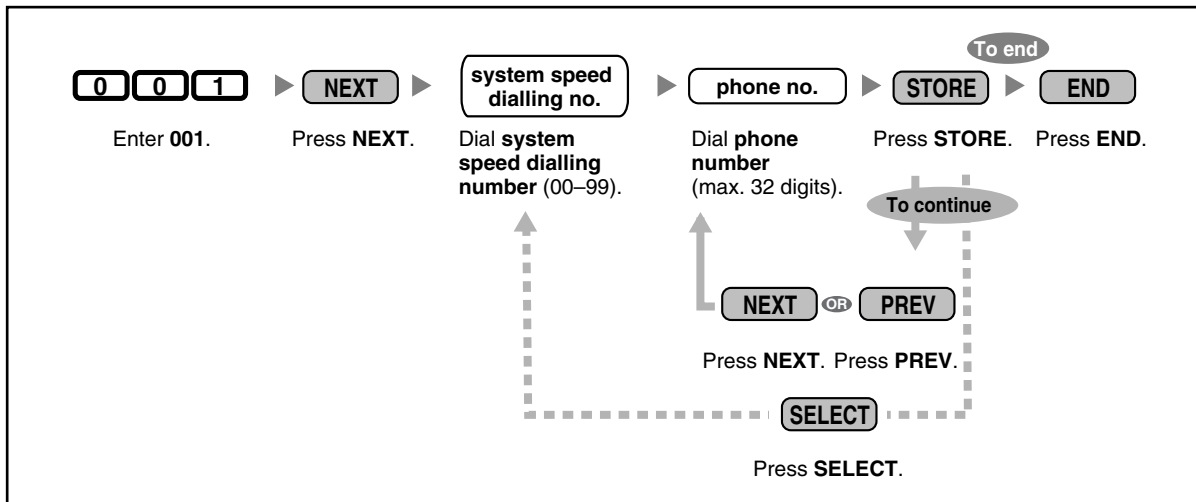 To end
0 0 1 NEXT system speed dialling no. phone no. STORE END
Enter 001.
Press NEXT.
Dial system
speed dialling
number (00–99).
Dial phone
number
(max. 32 digits).
Press STORE.
Press END.
To continue
NEXT OR PREV
Press NEXT. Press PREV.
SELECT
Press SELECT.